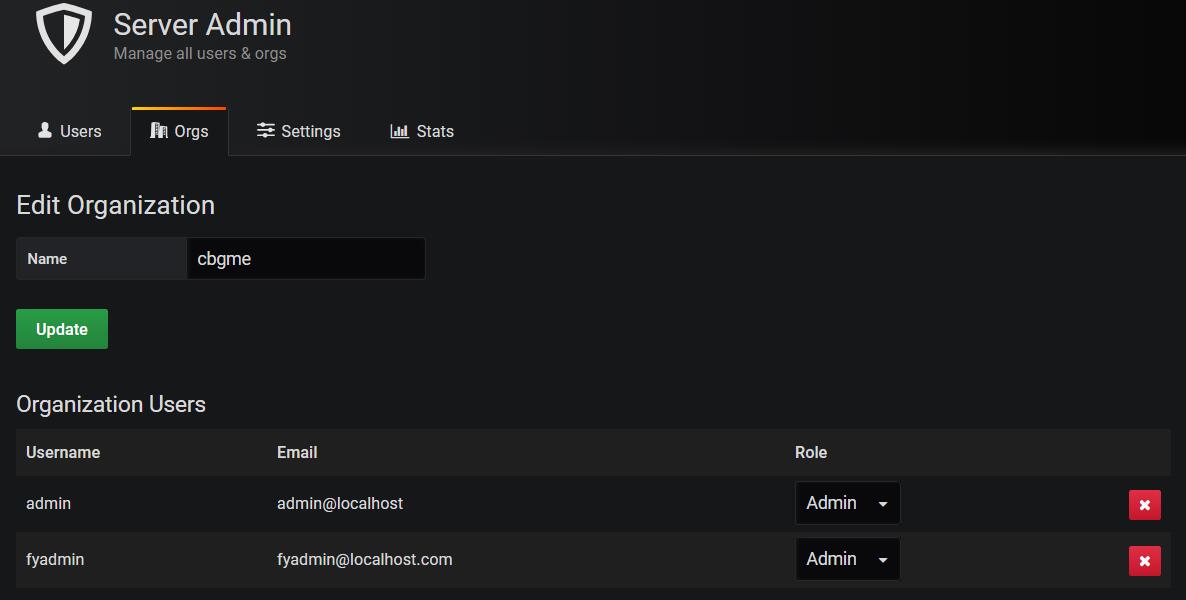 Server Admin
Manage all users & orgs
Users Orgs Settings Stats
Edit Organization
Name cbgme
Update
Organization Users
Username Email Role
admin admin@localhost Admin
fyadmin fyadmin@localhost.com Admin